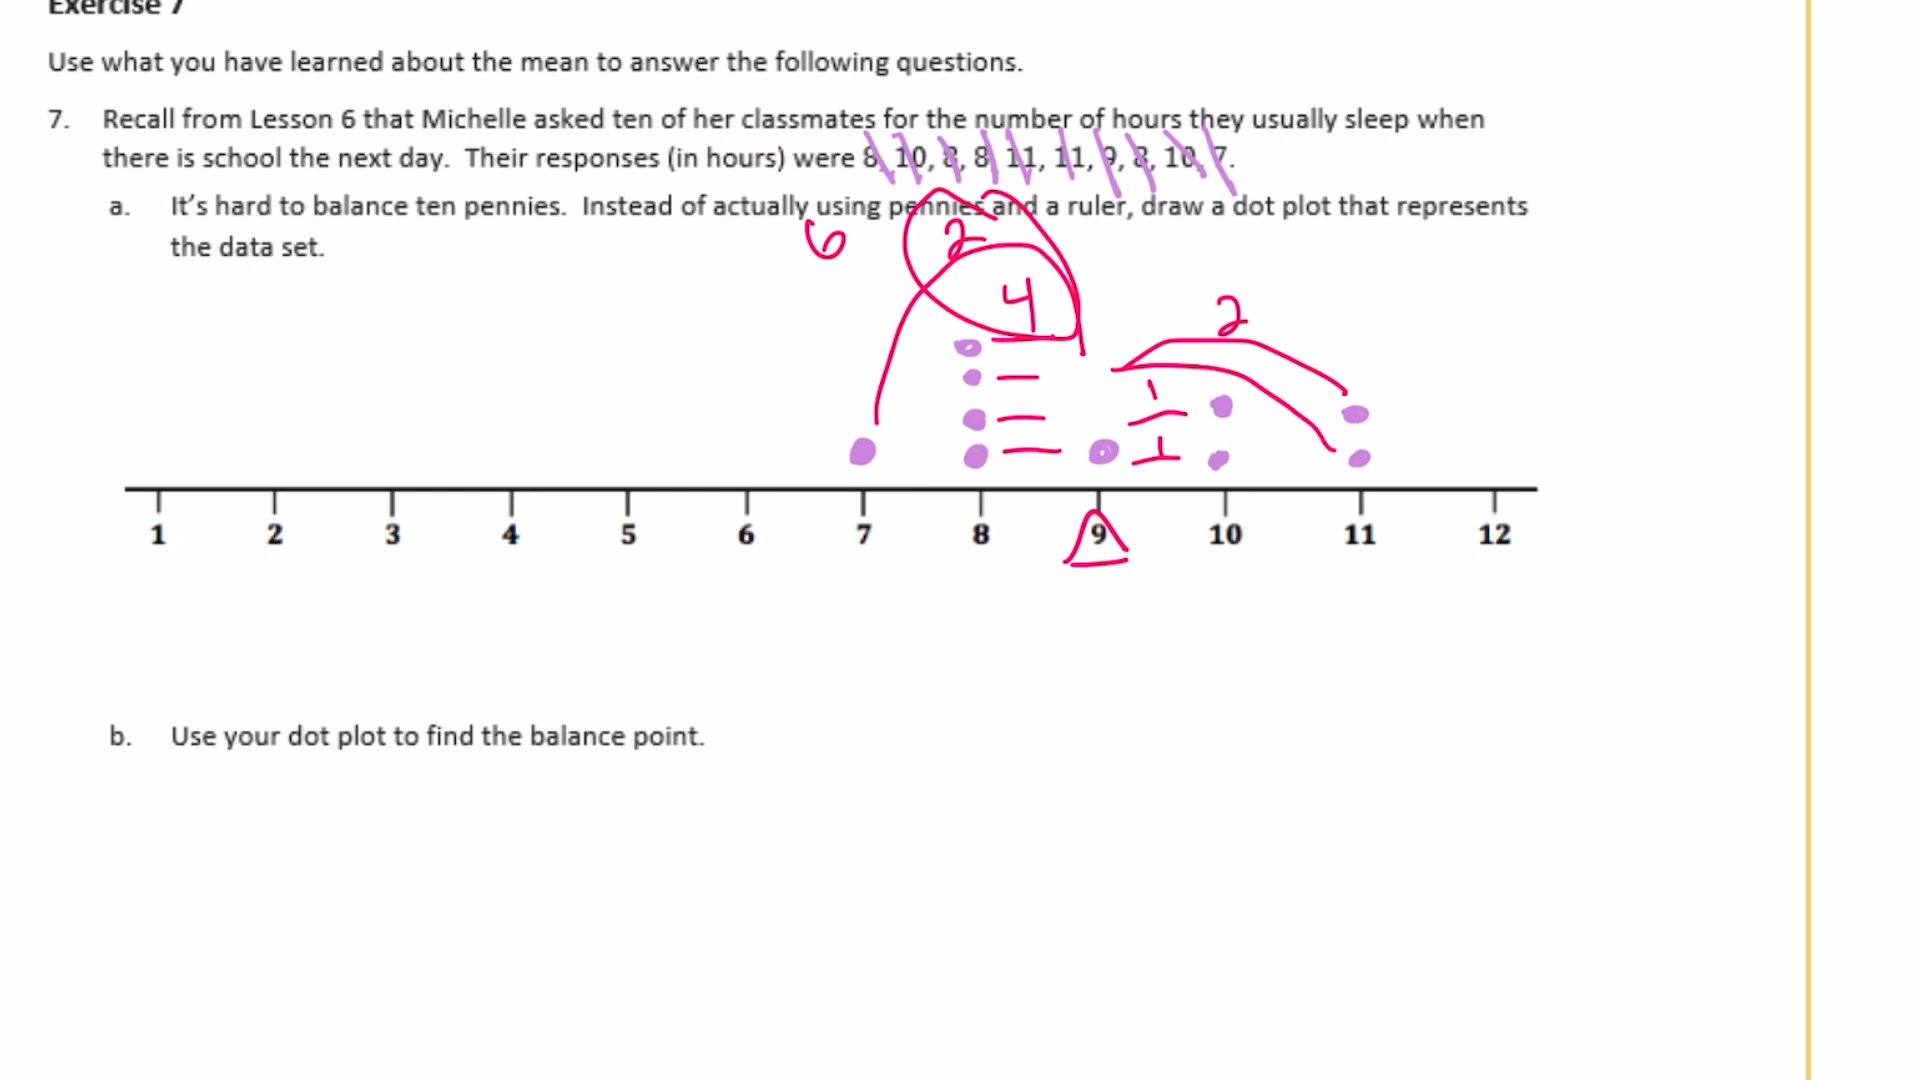 Exercise 7
Use what you have learned about the mean to answer the following questions.
7. Recall from Lesson 6 that Michelle asked ten of her classmates for the number of hours they usually sleep when
there is school the next day. Their responses (in hours) were 8, 10, 8, 8, 11, 11, 9, 8, 10, 7.
a. It's hard to balance ten pennies. Instead of actually using pennies and a ruler, draw a dot plot that represents
the data set.
6 2
4
2
1
1
1 2 3 4 5 6 7 8 9 10 11 12
b. Use your dot plot to find the balance point.